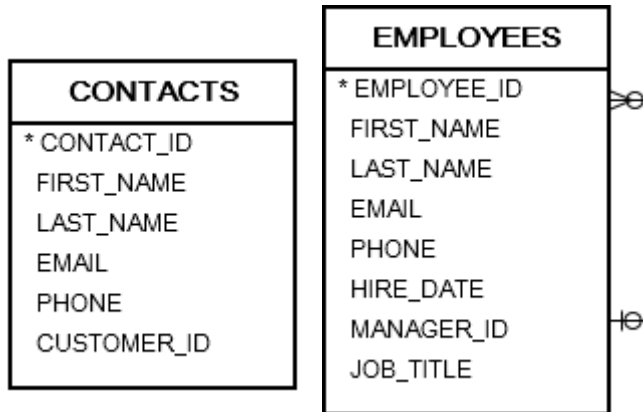 CONTACTS
* CONTACT_ID
FIRST_NAME
LAST_NAME
EMAIL
PHONE
CUSTOMER_ID
EMPLOYEES
* EMPLOYEE_ID
FIRST_NAME
LAST_NAME
EMAIL
PHONE
HIRE_DATE
MANAGER_ID
JOB_TITLE